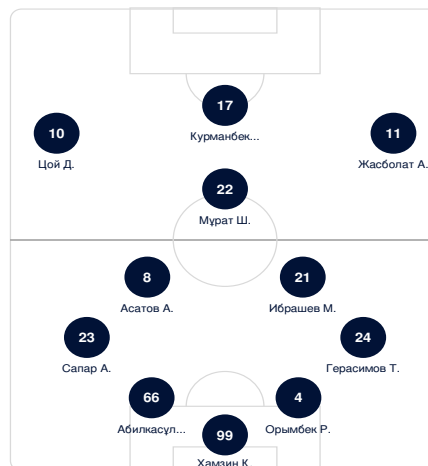 17
10
11
Курманбек...
Цой Д.
Жасболат А.
22
Мұрат Ш.
8
21
Асатов А.
Ибрашев М.
23
24
Сапар А.
Герасимов Т.
66
4
Абилкасұл...
Орымбек Р.
99
Хамзин К